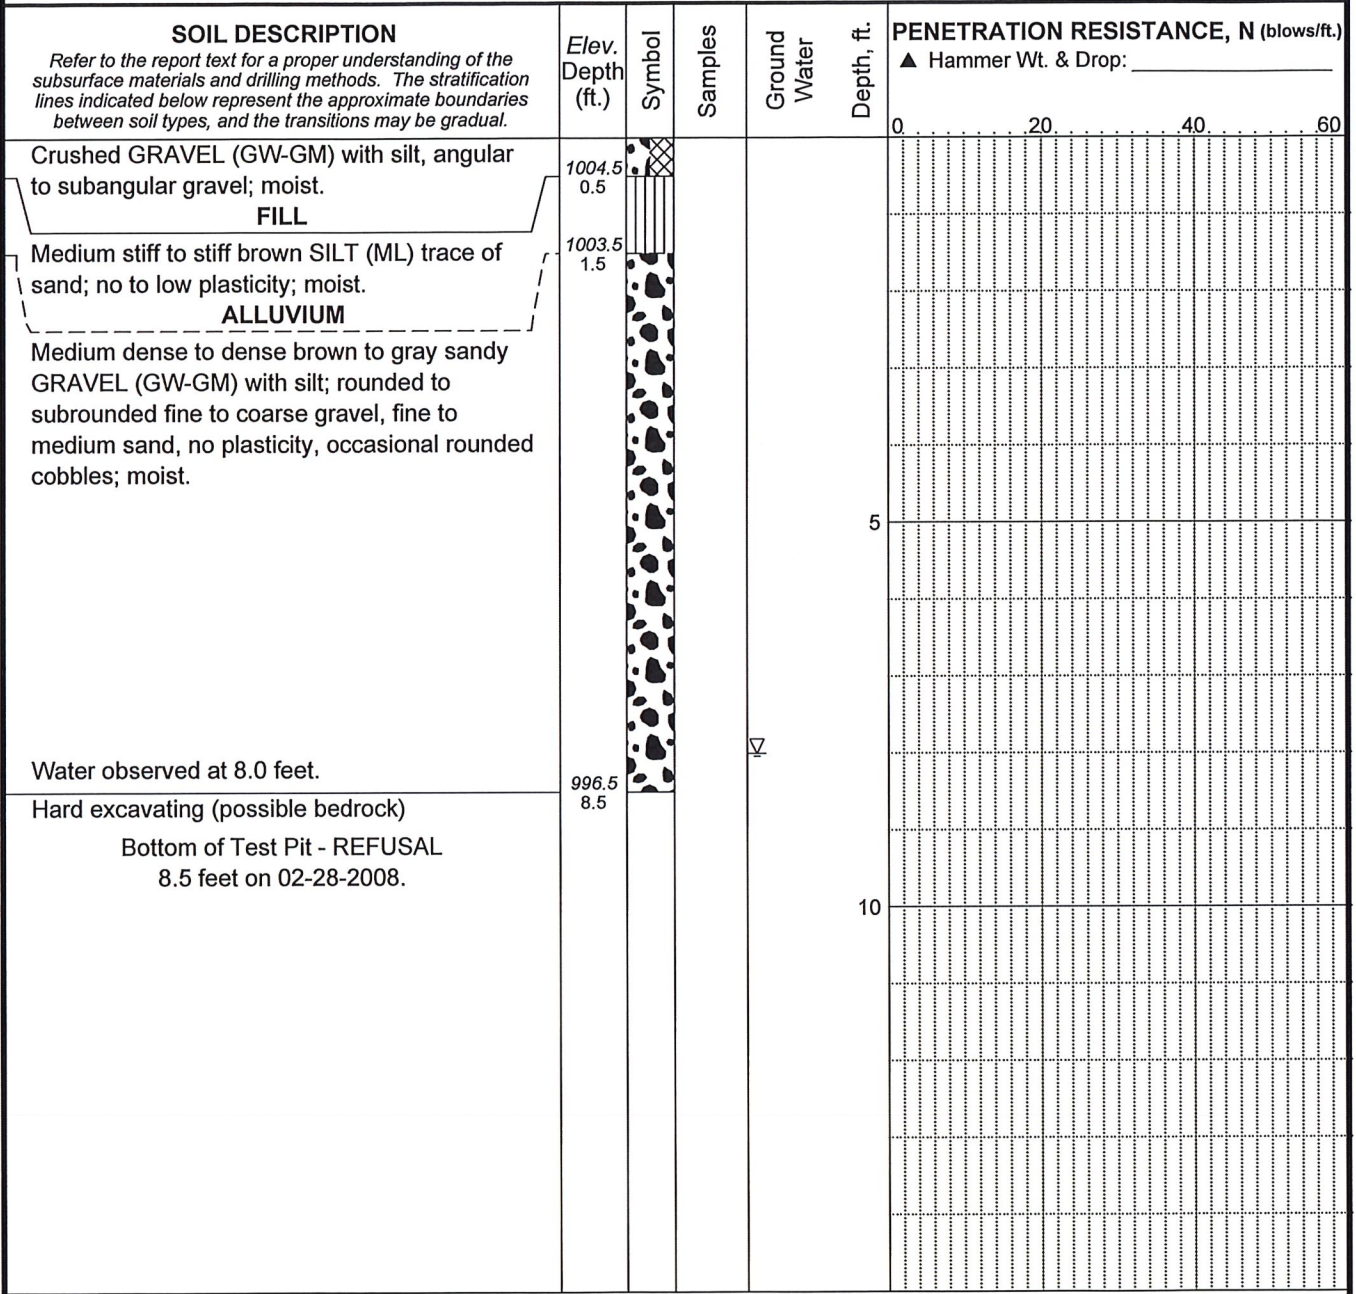 SOIL DESCRIPTION
Refer to the report text for a proper understanding of the
subsurface materials and drilling methods. The stratification
lines indicated below represent the approximate boundaries
between soil types, and the transitions may be gradual.
Elev.
Depth
(ft.)
Symbol
Samples
Ground
Water
Depth, ft.
PENETRATION RESISTANCE, N (blows/ft.)
▲ Hammer Wt. & Drop:
0 20 40 60
Crushed GRAVEL (GW-GM) with silt, angular
to subangular gravel; moist.
FILL
1004.5
0.5
Medium stiff to stiff brown SILT (ML) trace of
sand; no to low plasticity; moist.
ALLUVIUM
1003.5
1.5
Medium dense to dense brown to gray sandy
GRAVEL (GW-GM) with silt; rounded to
subrounded fine to coarse gravel, fine to
medium sand, no plasticity, occasional rounded
cobbles; moist.
5
Water observed at 8.0 feet.
996.5
8.5
Hard excavating (possible bedrock)
Bottom of Test Pit - REFUSAL
8.5 feet on 02-28-2008.
10